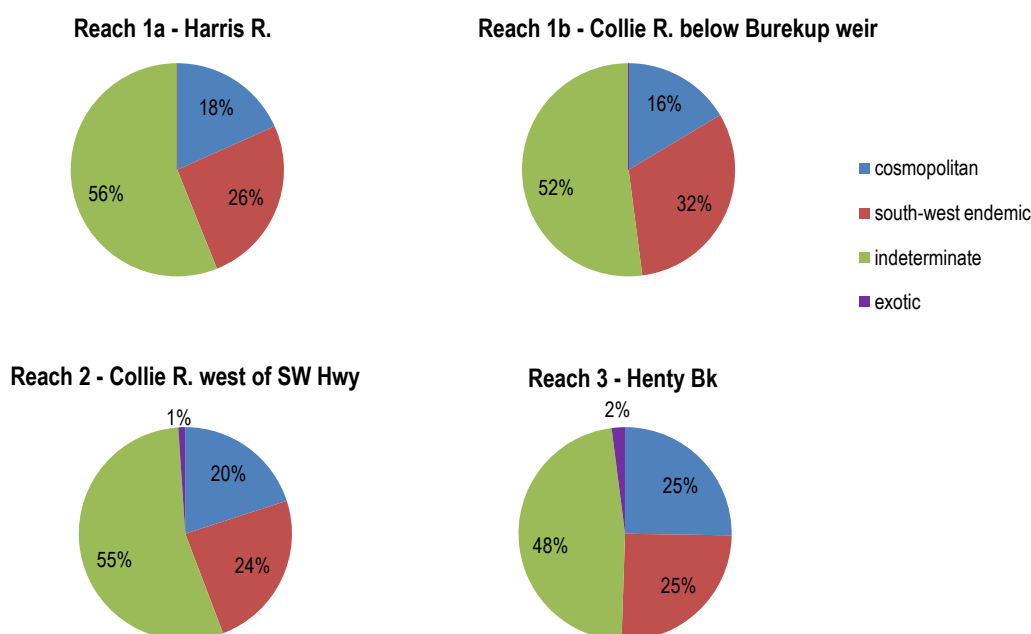 Reach 1a - Harris R.
18%
26%
56%
Reach 1b - Collie R. below Burekup weir
16%
32%
52%
cosmopolitan
south-west endemic
indeterminate
exotic
Reach 2 - Collie R. west of SW Hwy
1%
20%
24%
55%
Reach 3 - Henty Bk
2%
25%
25%
48%